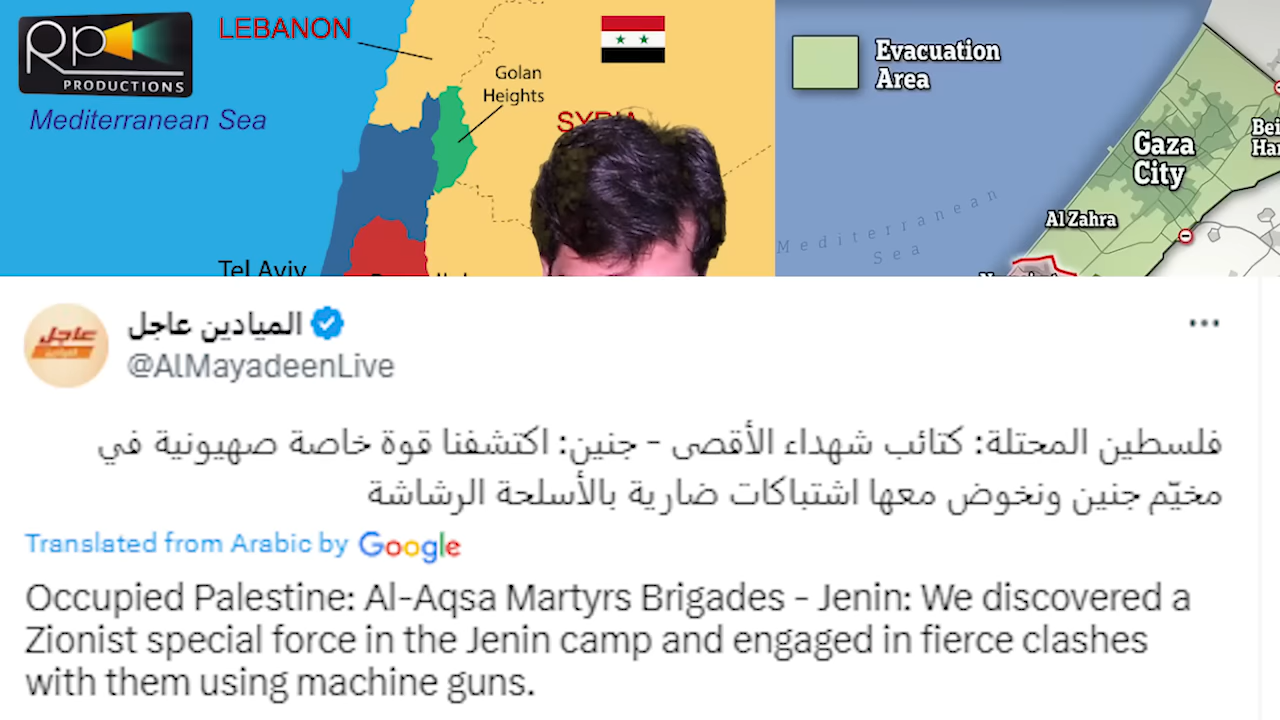 RP
PRODUCTIONS
LEBANON
Golan
Heights
Mediterranean Sea
Tel Aviv
Evacuation
Area
Gaza
City
Al Zahra
Mediterranean
Sea
الميادين عاجل
@AlMayadeenLive
عاجل
فلسطين المحتلة: كتائب شهداء الأقصى - جنين: اكتشفنا قوة خاصة صهيونية في
مخيّم جنين ونخوض معها اشتباكات ضارية بالأسلحة الرشاشة
Translated from Arabic by Google
Occupied Palestine: Al-Aqsa Martyrs Brigades - Jenin: We discovered a
Zionist special force in the Jenin camp and engaged in fierce clashes
with them using machine guns.